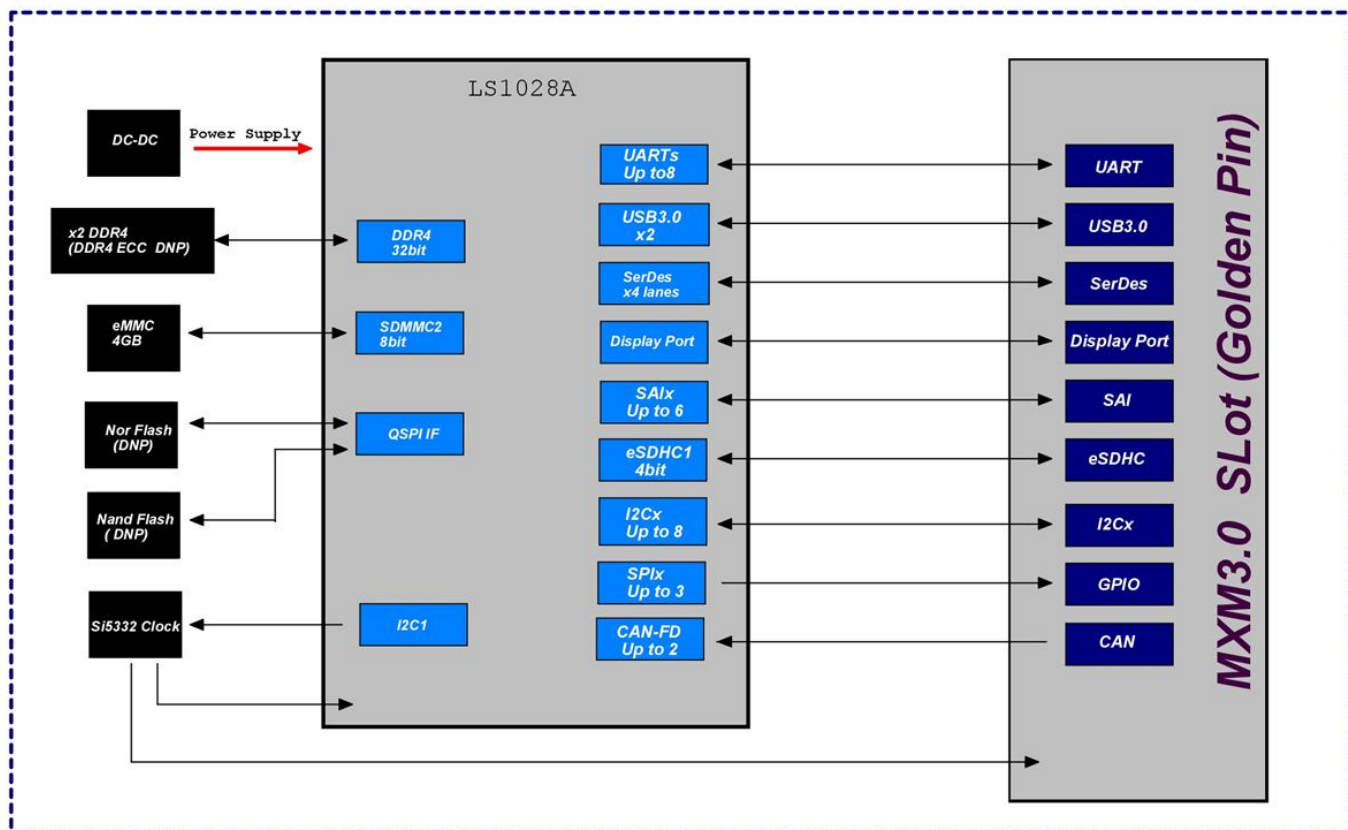 LS1028A
DC-DC
Power Supply
x2 DDR4
(DDR4 ECC DNP)
eMMC
4GB
Nor Flash
(DNP)
Nand Flash
( DNP)
Si5332 Clock
DDR4
32bit
SDMMC2
8bit
QSPI IF
I2C1
UARTs
Up to8
USB3.0
x2
SerDes
x4 lanes
Display Port
SAIx
Up to 6
eSDHC1
4bit
I2Cx
Up to 8
SPIx
Up to 3
CAN-FD
Up to 2
UART
USB3.0
SerDes
Display Port
SAI
eSDHC
I2Cx
GPIO
CAN
MXM3.0 SLot (Golden Pin)